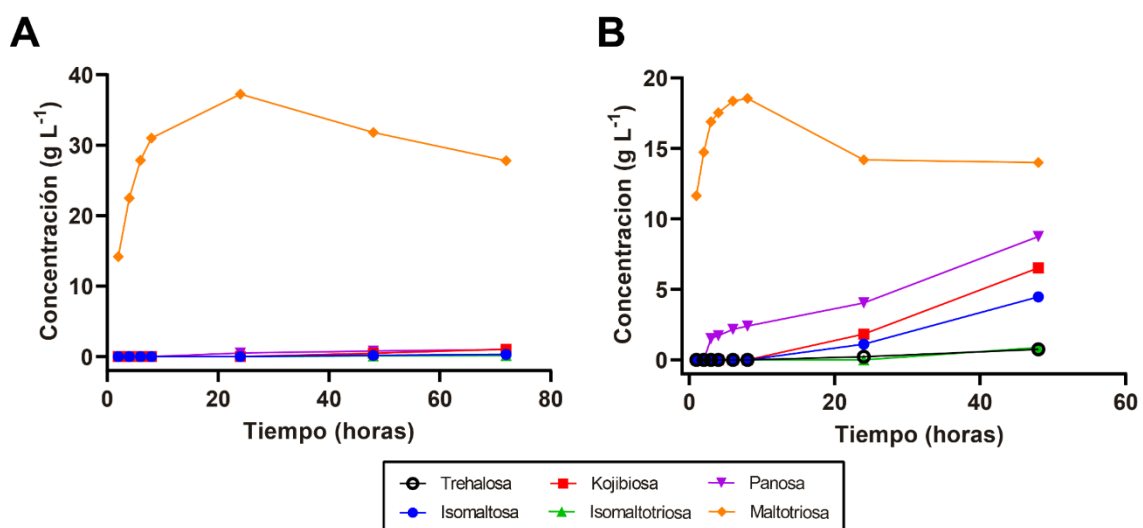 A
B
Concentración (g L-1)
40
30
20
10
0
0
20
40
60
80
Tiempo (horas)
Concentracion (g L-1)
20
15
10
5
0
0
20
40
60
Tiempo (horas)
Trehalosa
Kojibiosa
Panosa
Isomaltosa
Isomaltotriosa
Maltotriosa